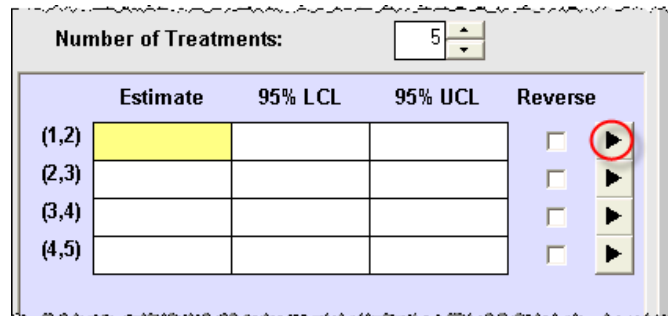 Number of Treatments: 5
Estimate 95% LCL 95% UCL Reverse
(1,2)
(2,3)
(3,4)
(4,5)